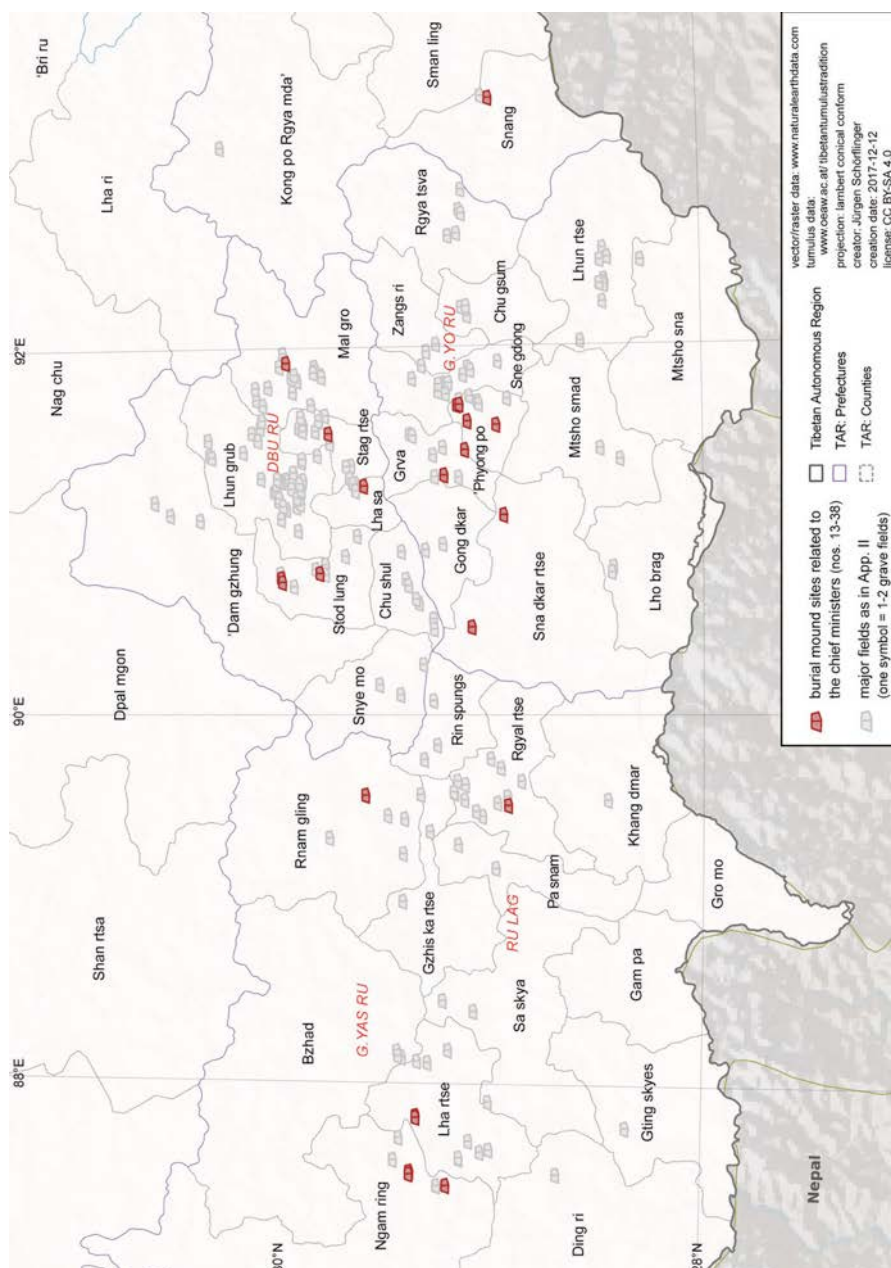 88°E
90°E
92°E
'Bri ru
Nag chu
Shan rtsa
Dpal mgon
Lha ri
'Dam gzhung
Lhun grub
DBU RU
Kong po Rgya mda'
Rnam gling
Bzhad
Stod lung
Mal gro
Snye mo
G.YAS RU
Stag rtse
Lha sa
Chu shul
Ngam ring
Grva
Zangs ri
Gzhis ka rtse
Rgya tsva
Sman ling
Lha rtse
Rin spungs
Gong dkar
G.YO RU
'Phyong po
Chu gsum
Snang
Sa skya
RU LAG
Rgyal rtse
Sne gdong
Sna dkar rtse
Pa snam
Ding ri
Lhun rtse
Mtsho smad
Gam pa
Khang dmar
Gting skyes
Lho brag
Mtsho sna
28°N
Gro mo
Nepal
burial mound sites related to
the chief ministers (nos. 13-38)
major fields as in App. II
(one symbol = 1-2 grave fields)
Tibetan Autonomous Region
TAR: Prefectures
TAR: Counties
vector/raster data: www.naturalearthdata.com
tumulus data:
www.oeaw.ac.at/ tibetantumulustradition
projection: lambert conical conform
creator: Jürgen Schörflinger
creation date: 2017-12-12
license: CC BY-SA 4.0